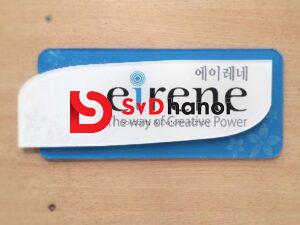 에이레네
eirene
SvDhanoi
The way of Creative Power